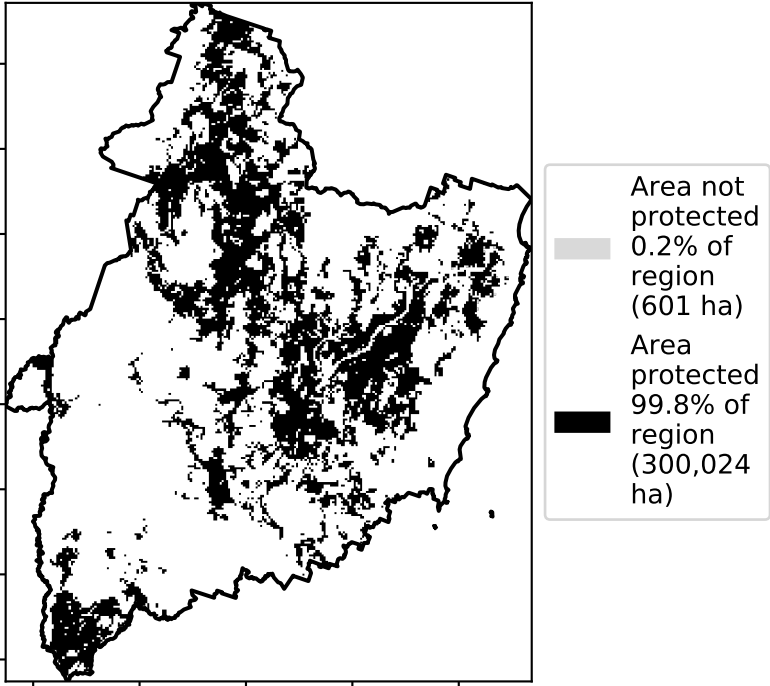 Area not
protected
0.2% of
region
(601 ha)
Area
protected
99.8% of
region
(300,024
ha)